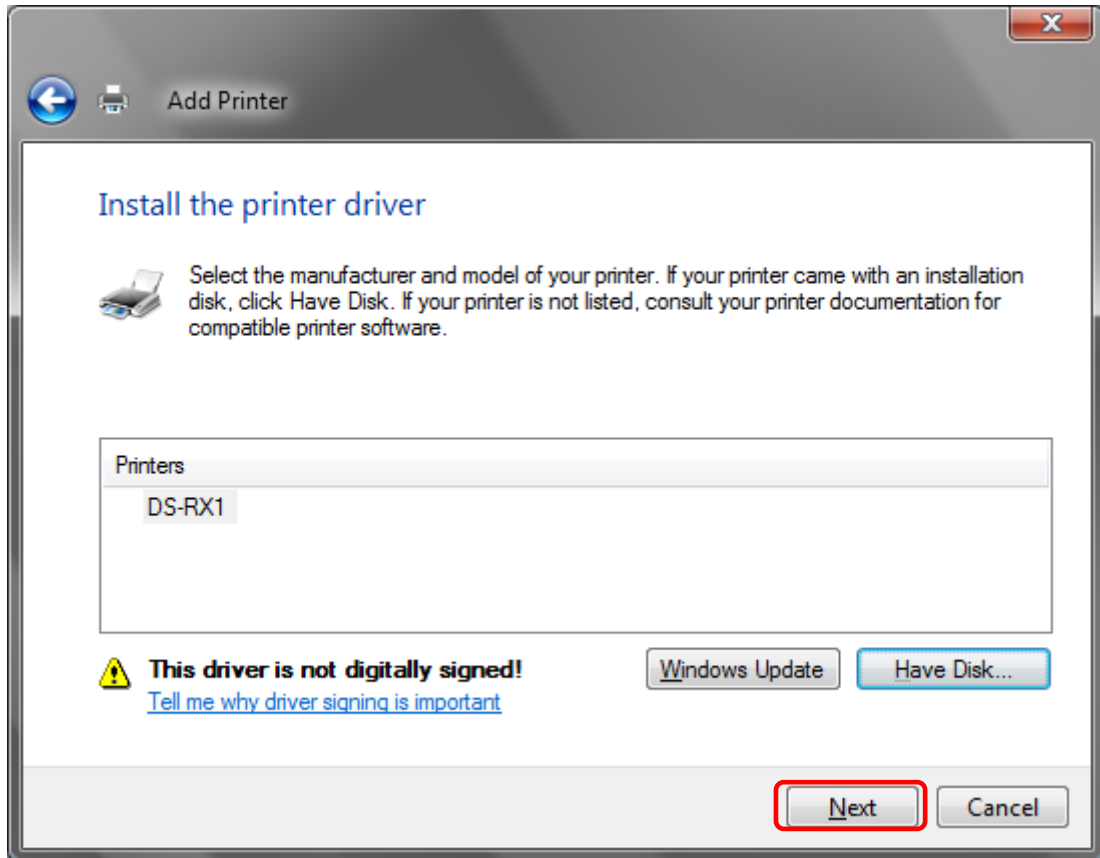 Add Printer
Install the printer driver
Select the manufacturer and model of your printer. If your printer came with an installation
disk, click Have Disk. If your printer is not listed, consult your printer documentation for
compatible printer software.
Printers
DS-RX1
This driver is not digitally signed!
Windows Update
Have Disk...
Tell me why driver signing is important
Next
Cancel